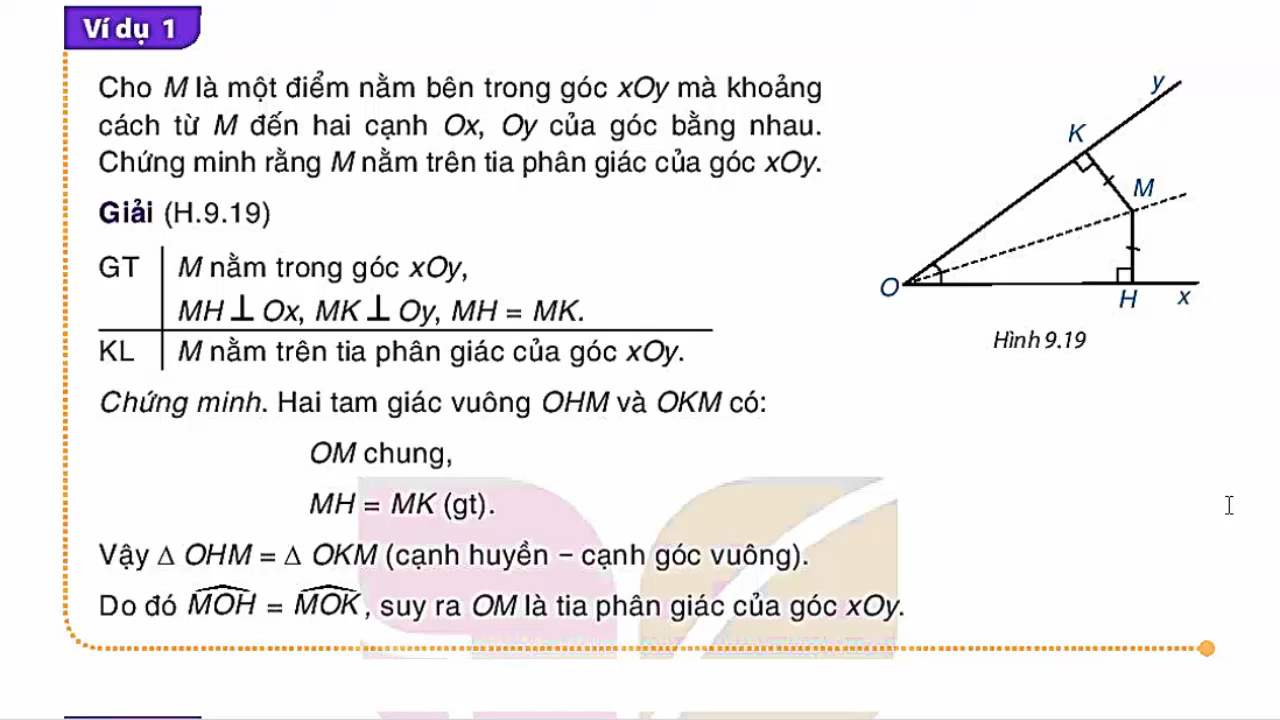 Ví dụ 1
Cho M là một điểm nằm bên trong góc xOy mà khoảng
cách từ M đến hai cạnh Ox, Oy của góc bằng nhau.
Chứng minh rằng M nằm trên tia phân giác của góc xOy.
Giải (H.9.19)
GT M nằm trong góc xOy,
MH ⊥ Ox, MK ⊥ Oy, MH = MK.
KL M nằm trên tia phân giác của góc xOy.
Chứng minh. Hai tam giác vuông OHM và OKM có:
OM chung,
MH = MK (gt).
Vậy Δ OHM = Δ OKM (cạnh huyền – cạnh góc vuông).
Do đó $\widehat{MOH}$ = $\widehat{MOK}$, suy ra OM là tia phân giác của góc xOy.
y
K
M
O
H
x
Hình 9.19